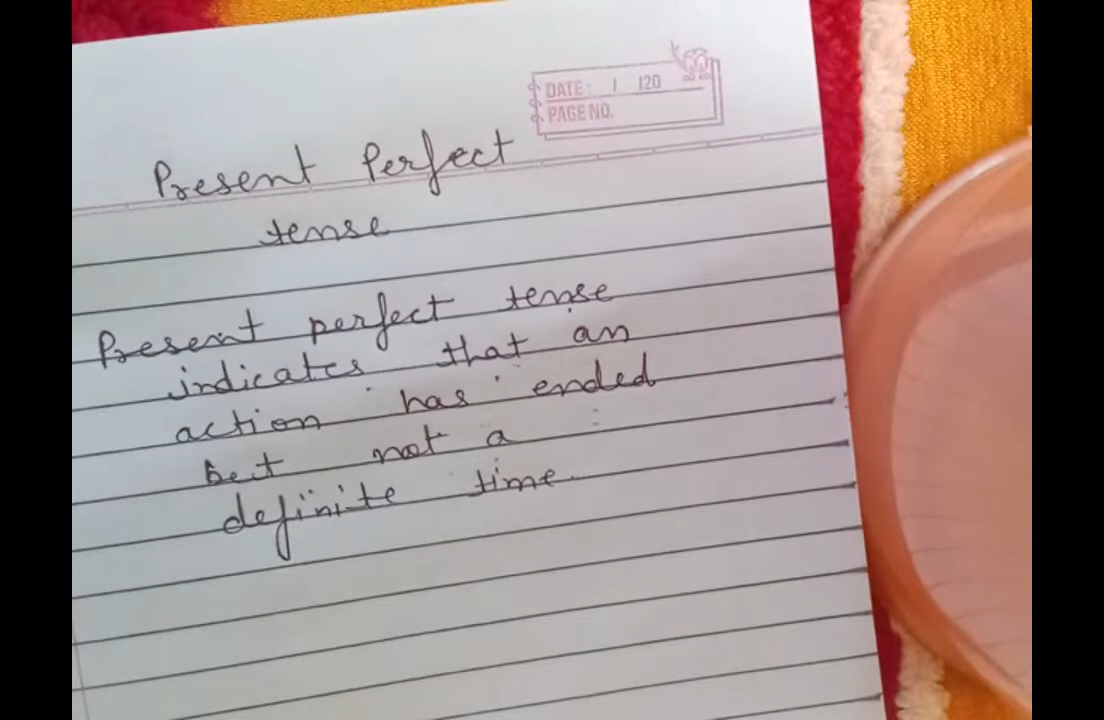 DATE: / /20
PAGE NO.
Present Perfect
tense
Present perfect tense
indicates that an
action has ended
but not a
definite time.